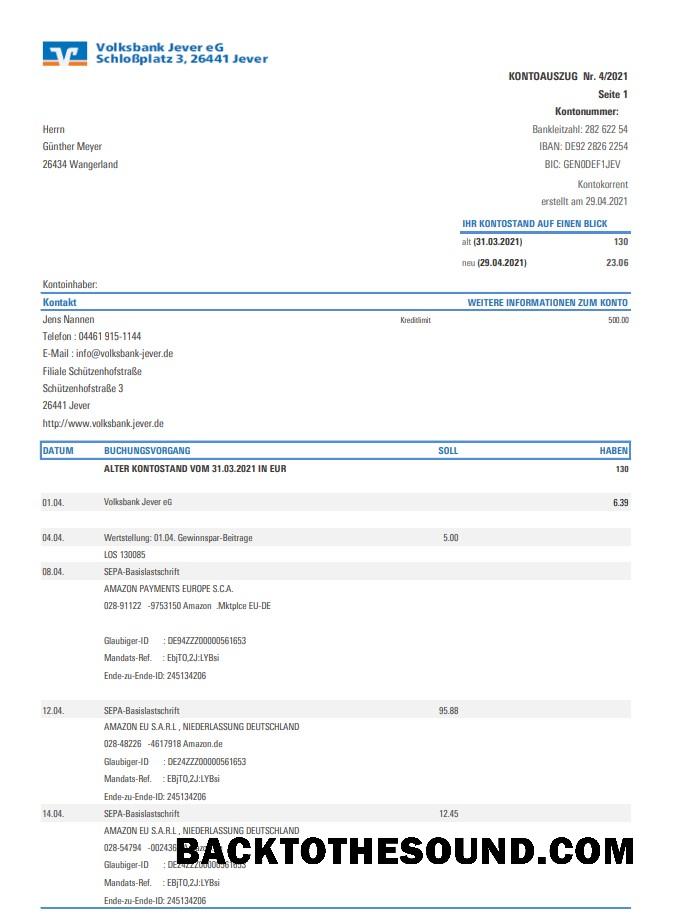 Volksbank Jever eG
Schloßplatz 3, 26441 Jever
KONTOAUSZUG Nr. 4/2021
Seite 1
Kontonummer:
Herrn
Günther Meyer
26434 Wangerland
Bankleitzahl: 282 622 54
IBAN: DE92 2826 2254
BIC: GENODEF1JEV
Kontokorrent
erstellt am 29.04.2021
IHR KONTOSTAND AUF EINEN BLICK
alt (31.03.2021) 130
neu (29.04.2021) 23.06
Kontoinhaber:
Kontakt WEITERE INFORMATIONEN ZUM KONTO
Jens Nannen Kreditlimit 500.00
Telefon : 04461 915-1144
E-Mail : info@volksbank-jever.de
Filiale Schützenhofstraße
Schützenhofstraße 3
26441 Jever
http://www.volksbank.jever.de
DATUM BUCHUNGSVORGANG SOLL HABEN
ALTER KONTOSTAND VOM 31.03.2021 IN EUR 130
01.04. Volksbank Jever eG 6.39
04.04. Wertstellung: 01.04. Gewinnspar-Beitrage 5.00
LOS 130085
08.04. SEPA-Basislastschrift
AMAZON PAYMENTS EUROPE S.C.A.
028-91122 -9753150 Amazon .Mktplce EU-DE
Glaubiger-ID : DE94ZZZ00000561653
Mandats-Ref. : EbjTO,2J:LYBsi
Ende-zu-Ende-ID: 245134206
12.04. SEPA-Basislastschrift 95.88
AMAZON EU S.A.R.L , NIEDERLASSUNG DEUTSCHLAND
028-48226 -4617918 Amazon.de
Glaubiger-ID : DE24ZZZ00000561653
Mandats-Ref. : EBjTO,2J:LYBsi
Ende-zu-Ende-ID: 245134206
14.04. SEPA-Basislastschrift 12.45
AMAZON EU S.A.R.L , NIEDERLASSUNG DEUTSCHLAND
028-54794
BACKTOTHESOUND.COM
Glaubiger-ID :
Mandats-Ref. : EBjTO,2J:LYBsi
Ende-zu-Ende-ID: 245134206